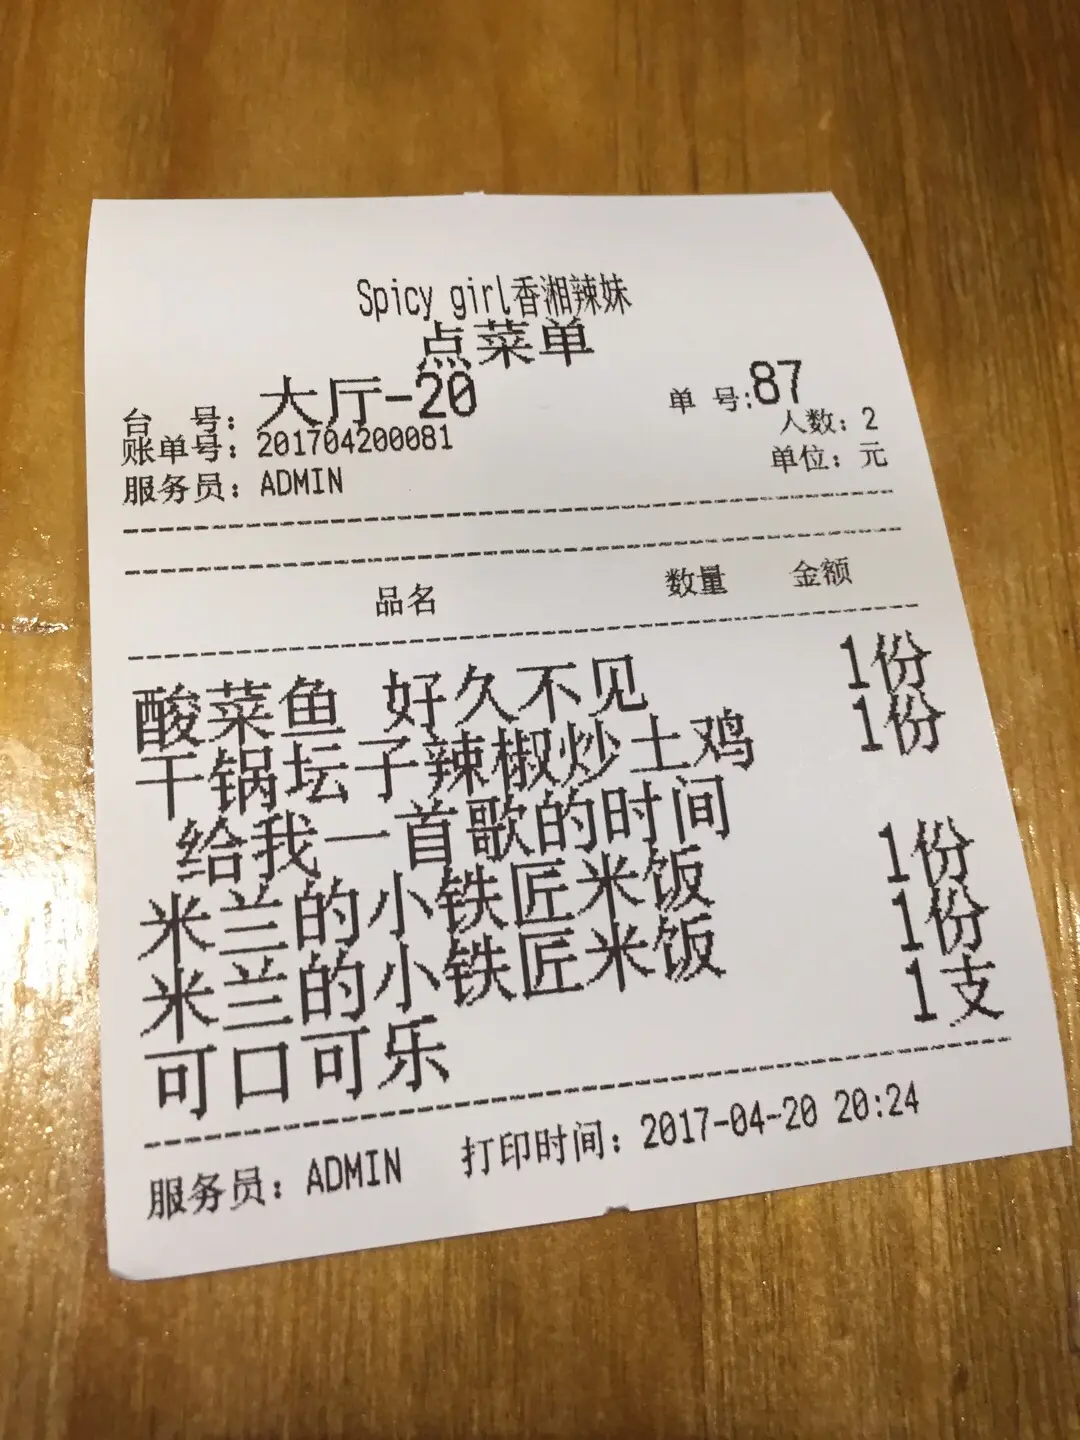 Spicy girl香湘辣妹
点菜单
台 号：大厅-20 单 号:87
账单号：201704200081 人数：2
服务员：ADMIN 单位：元
品名 数量 金额
酸菜鱼 好久不见 1份
干锅坛子辣椒炒土鸡 1份
给我一首歌的时间
米兰的小铁匠米饭 1份
米兰的小铁匠米饭 1份
可口可乐 1支
服务员：ADMIN 打印时间：2017-04-20 20:24